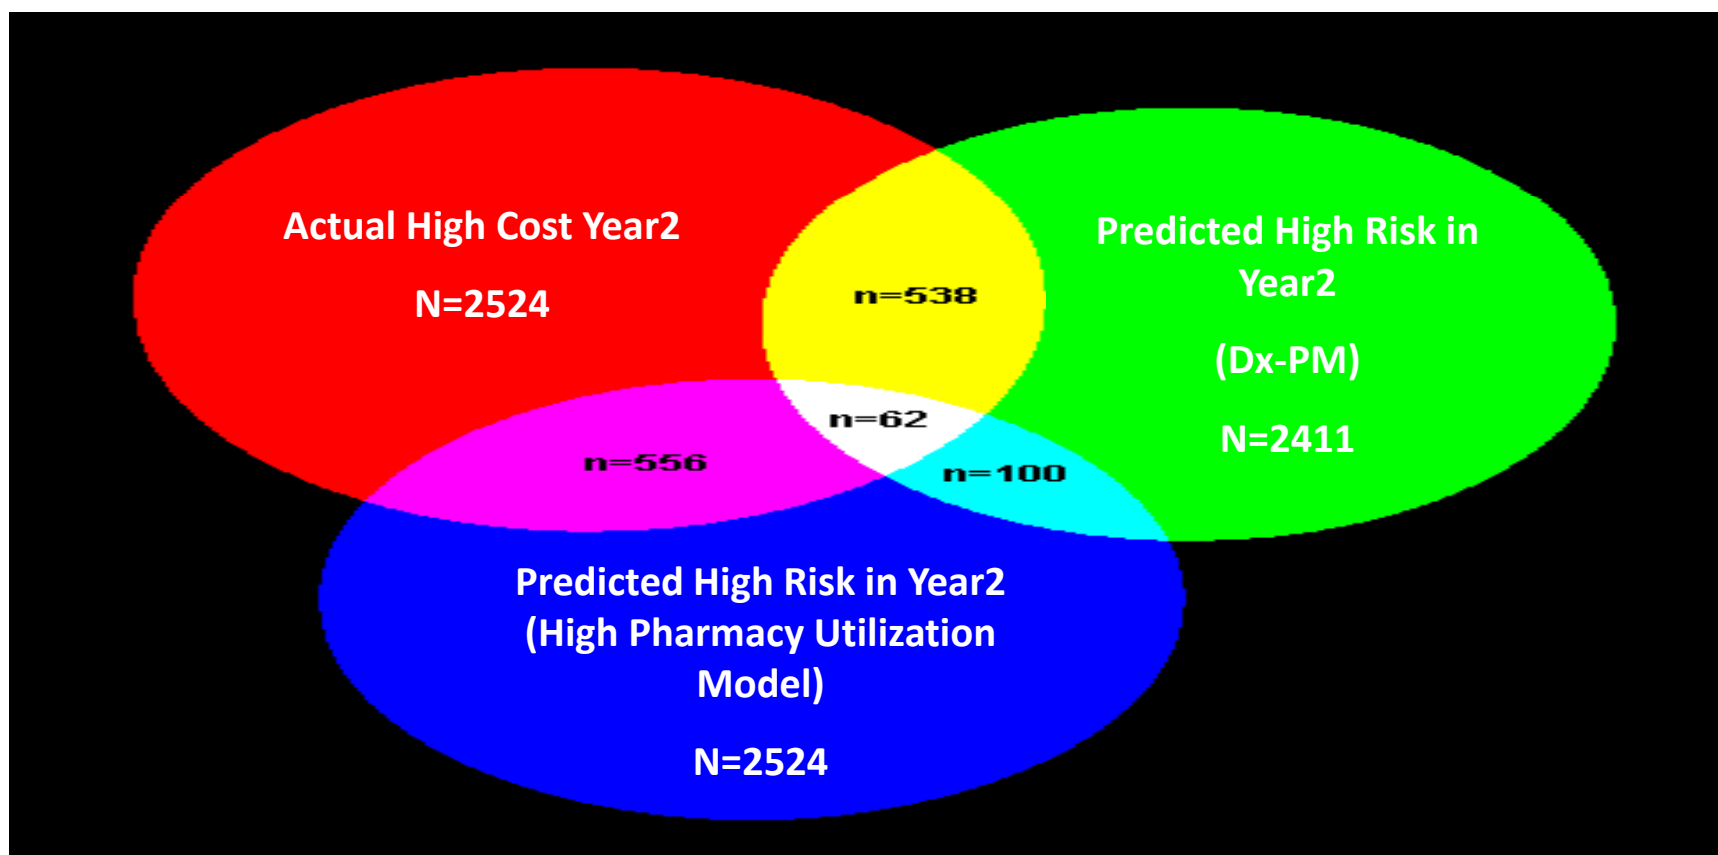 Actual High Cost Year2
N=2524
Predicted High Risk in
Year2
(Dx-PM)
N=2411
n=538
n=62
n=556
n=100
Predicted High Risk in Year2
(High Pharmacy Utilization
Model)
N=2524